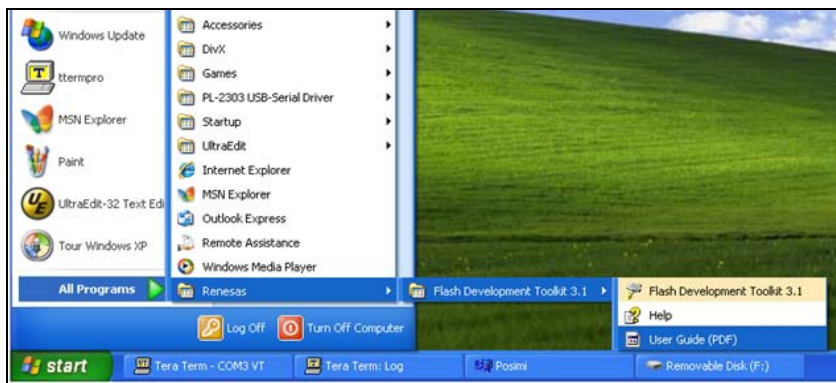 Windows Update
ttermpro
MSN Explorer
Paint
UltraEdit-32 Text Edi
Tour Windows XP
All Programs
Accessories
DivX
Games
PL-2303 USB-Serial Driver
Startup
UltraEdit
Internet Explorer
MSN Explorer
Outlook Express
Remote Assistance
Windows Media Player
Renesas
Flash Development Toolkit 3.1
Flash Development Toolkit 3.1
Help
User Guide (PDF)
Log Off
Turn Off Computer
start
Tera Term - COM3 VT
Tera Term: Log
Posimi
Removable Disk (F:)